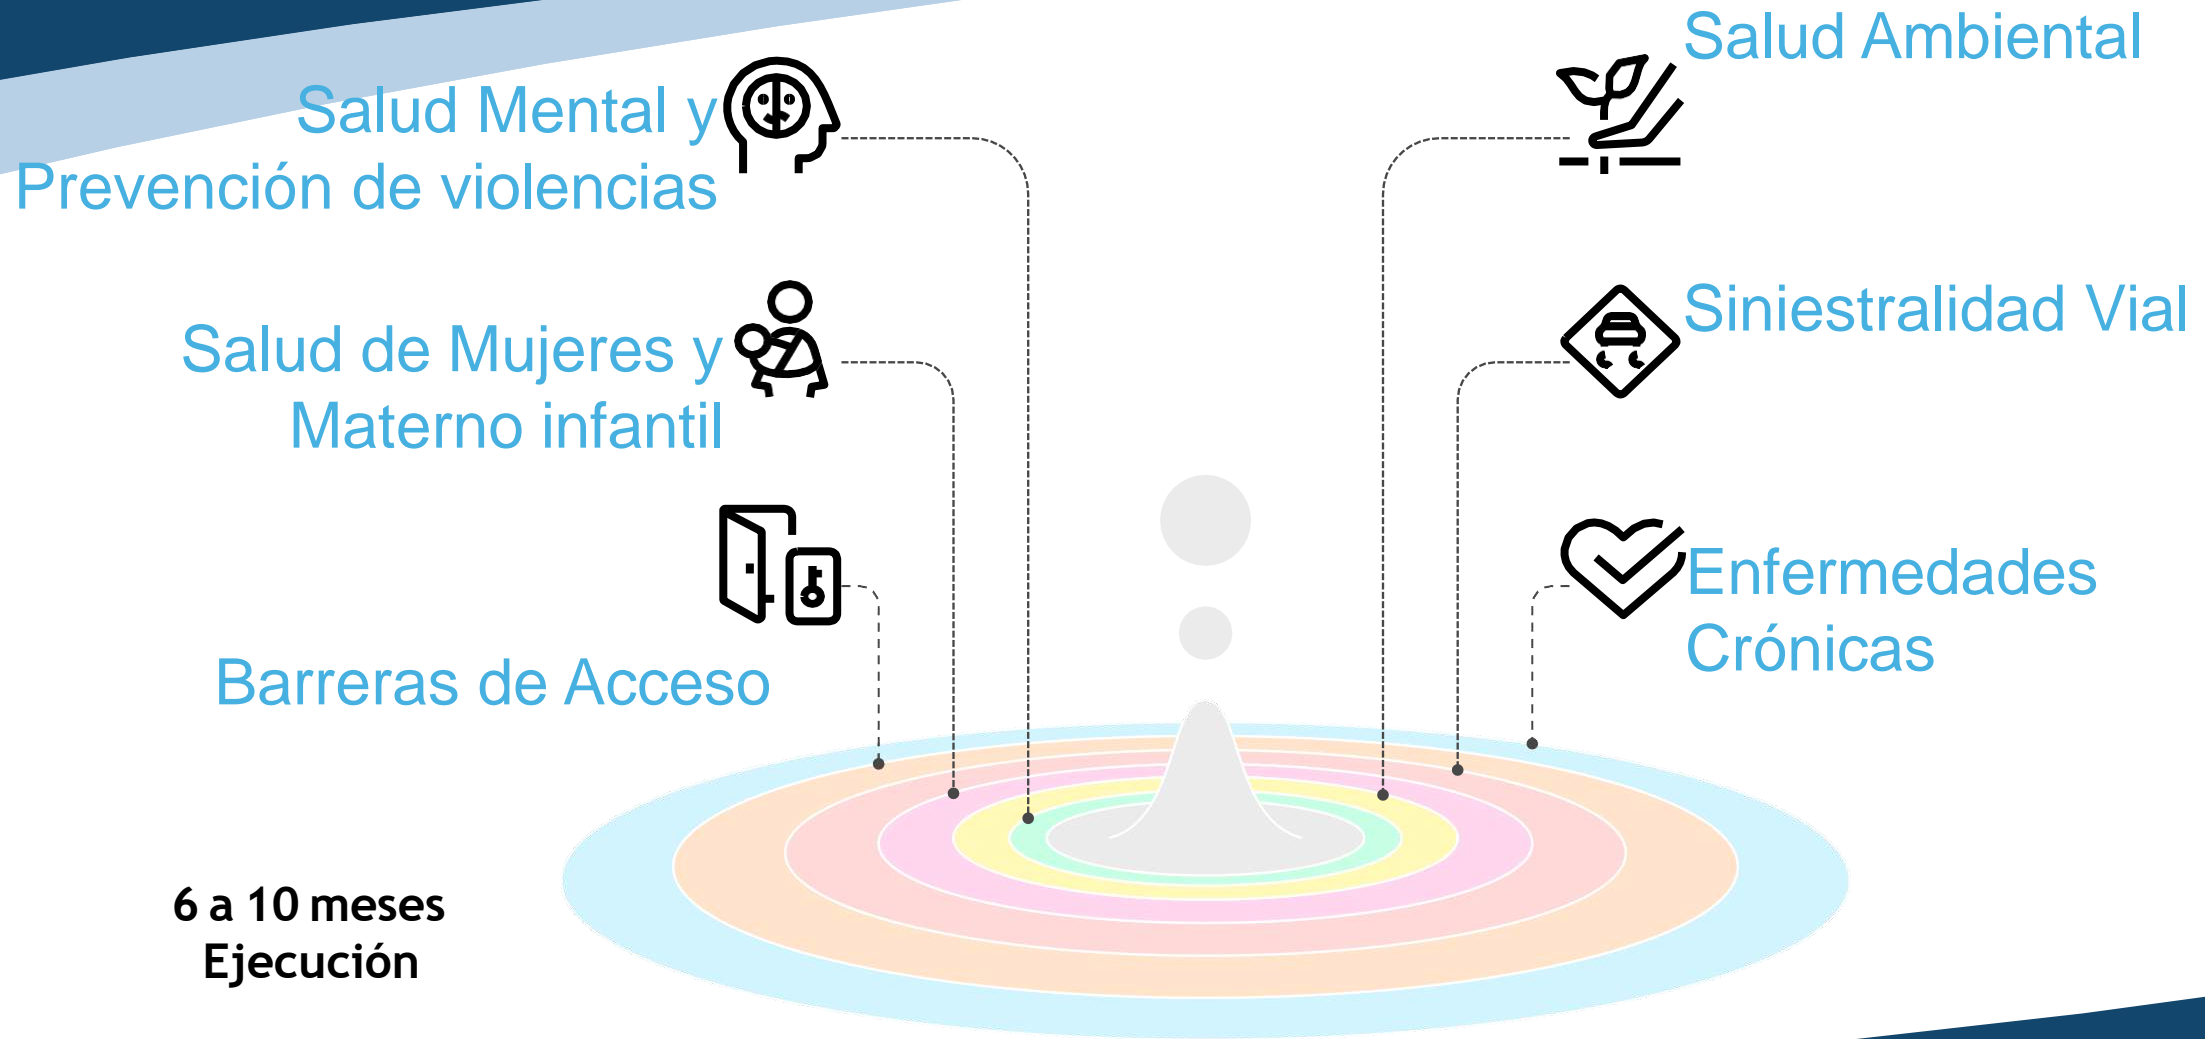 Salud Mental y
Prevención de violencias
Salud de Mujeres y
Materno infantil
Barreras de Acceso
6 a 10 meses
Ejecución
Salud Ambiental
Siniestralidad Vial
Enfermedades
Crónicas